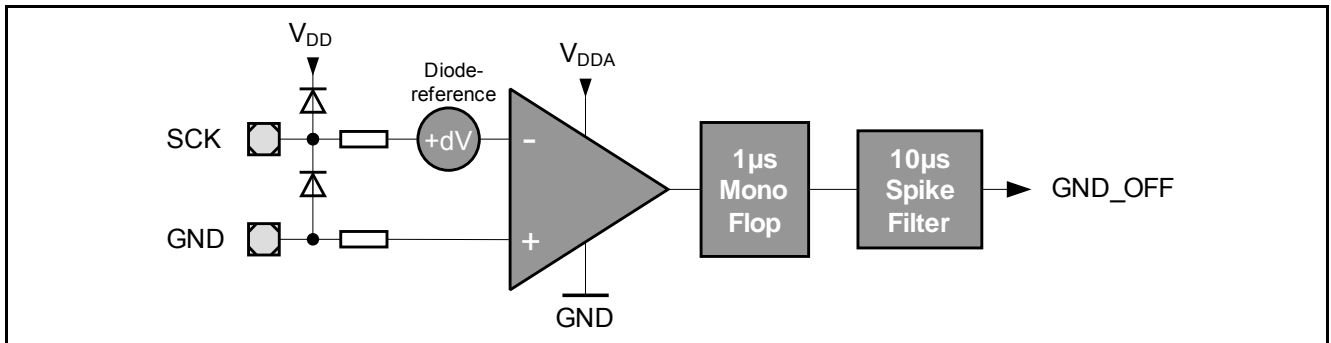 VDD
VDDA
Diode-
reference
SCK
+dV
-
1µs
Mono
Flop
10µs
Spike
Filter
GND_OFF
GND
+
GND